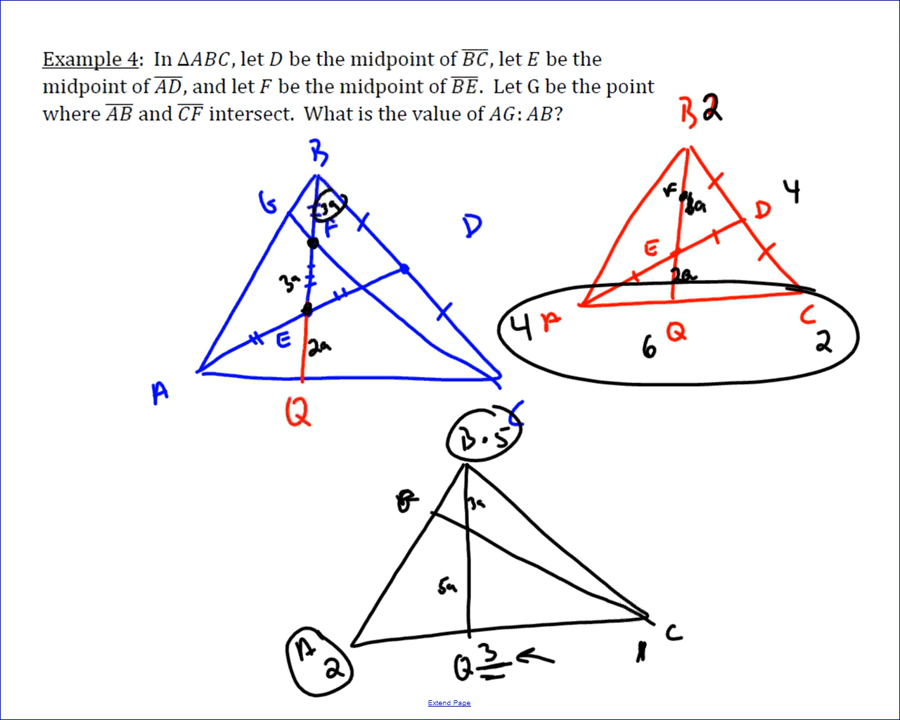 Example 4: In ΔABC, let D be the midpoint of BC, let E be the
midpoint of AD, and let F be the midpoint of BE. Let G be the point
where AB and CF intersect. What is the value of AG: AB?
B 2
B
G
3a
F
D
4
F
D
3a
E
2a
E
2a
4 A
Q
C
2
6
A
Q
C
B · 5
3a
5a
A
2
Q 3 ←
C
Extend Page